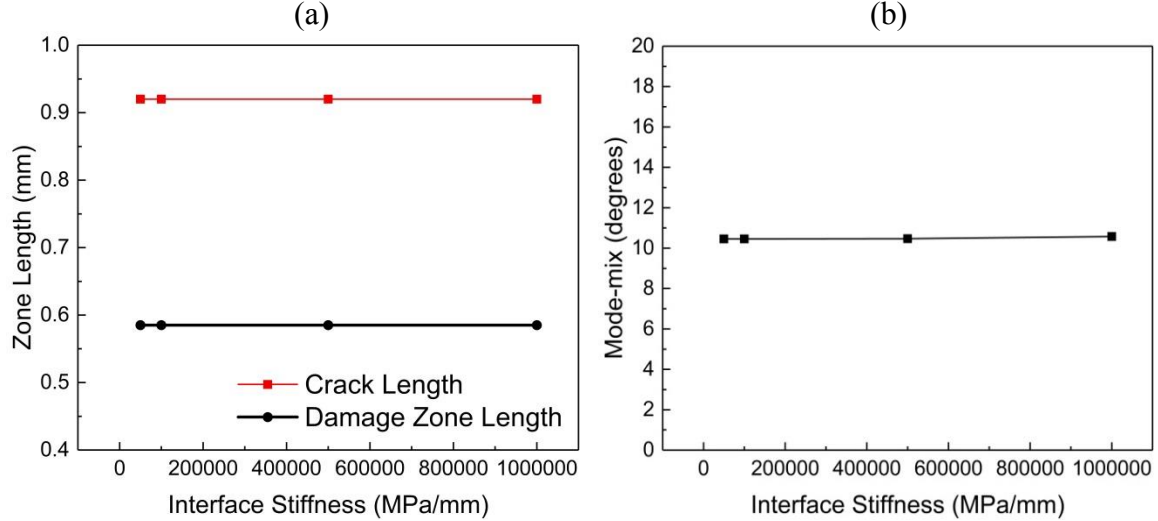 (a)
1.0
0.9
0.8
0.7
0.6
0.5
0.4
Zone Length (mm)
Crack Length
Damage Zone Length
0 200000 400000 600000 800000 1000000
Interface Stiffness (MPa/mm)
(b)
20
18
16
14
12
10
8
6
4
2
0
Mode-mix (degrees)
0 200000 400000 600000 800000 1000000
Interface Stiffness (MPa/mm)